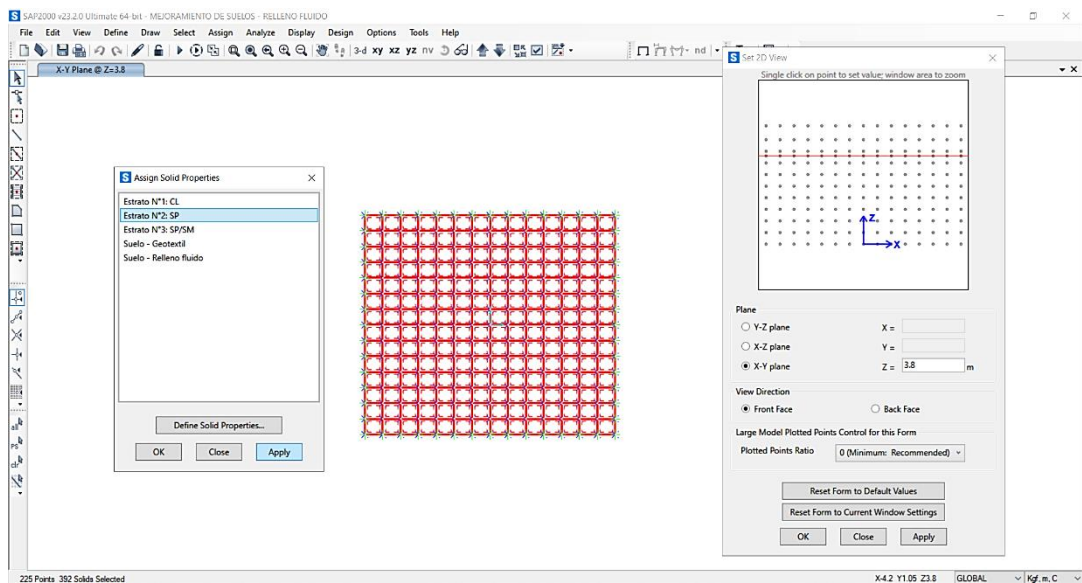 SAP2000 v23.2.0 Ultimate 64-bit - MEJORAMIENTO DE SUELOS - RELLENO FLUIDO
File Edit View Define Draw Select Assign Analyze Display Design Options Tools Help
3-d xy xz yz nv
nd
X-Y Plane @ Z=3.8
Assign Solid Properties
Estrato N°1: CL
Estrato N°2: SP
Estrato N°3: SP/SM
Suelo - Geotextil
Suelo - Relleno fluido
Define Solid Properties...
OK Close Apply
Set 2D View
Single click on point to set value; window area to zoom
Z
X
Plane
Y-Z plane X =
X-Z plane Y =
X-Y plane Z = 3.8 m
View Direction
Front Face Back Face
Large Model Plotted Points Control for this Form
Plotted Points Ratio 0 (Minimum: Recommended)
Reset Form to Default Values
Reset Form to Current Window Settings
OK Close Apply
all
ps
clr
225 Points 392 Solids Selected
X-4.2 Y1.05 Z3.8 GLOBAL Kgf, m, C